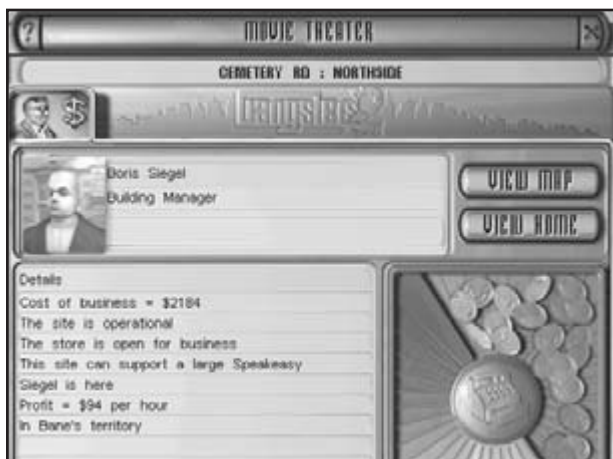 ?
MOVIE THEATER
X
CEMETERY RD : NORTHSIDE
$
Gangsters 2
Boris Siegel
Building Manager
VIEW MAP
VIEW HOME
Details
Cost of business = $2184
The site is operational
The store is open for business
This site can support a large Speakeasy
Siegel is here
Profit = $94 per hour
In Bane's territory